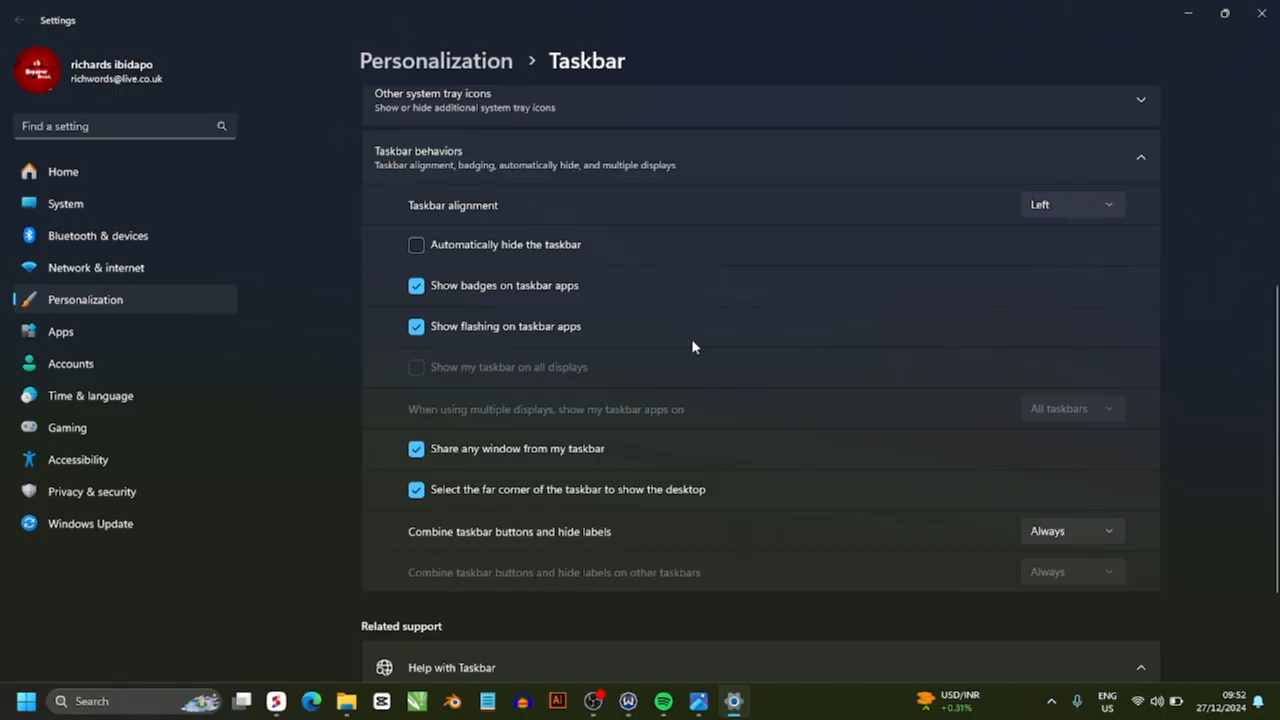 Settings
richards ibidapo
richwords@live.co.uk
Find a setting
Home
System
Bluetooth & devices
Network & internet
Personalization
Apps
Accounts
Time & language
Gaming
Accessibility
Privacy & security
Windows Update
Personalization > Taskbar
Other system tray icons
Show or hide additional system tray icons
Taskbar behaviors
Taskbar alignment, badging, automatically hide, and multiple displays
Taskbar alignment Left
Automatically hide the taskbar
Show badges on taskbar apps
Show flashing on taskbar apps
Show my taskbar on all displays
When using multiple displays, show my taskbar apps on All taskbars
Share any window from my taskbar
Select the far corner of the taskbar to show the desktop
Combine taskbar buttons and hide labels Always
Combine taskbar buttons and hide labels on other taskbars Always
Related support
Help with Taskbar
Search
Ai
USD/INR
+0.31%
ENG
US
09:52
27/12/2024